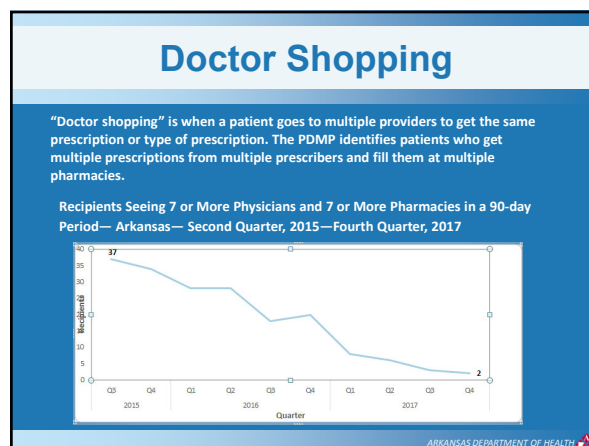 Doctor Shopping
“Doctor shopping” is when a patient goes to multiple providers to get the same
prescription or type of prescription. The PDMP identifies patients who get
multiple prescriptions from multiple prescribers and fill them at multiple
pharmacies.
Recipients Seeing 7 or More Physicians and 7 or More Pharmacies in a 90-day
Period— Arkansas— Second Quarter, 2015—Fourth Quarter, 2017
Recipients
40
35
30
25
20
15
10
5
0
37
2
Q3 Q4 Q1 Q2 Q3 Q4 Q1 Q2 Q3 Q4
2015 2016 2017
Quarter
ARKANSAS DEPARTMENT OF HEALTH